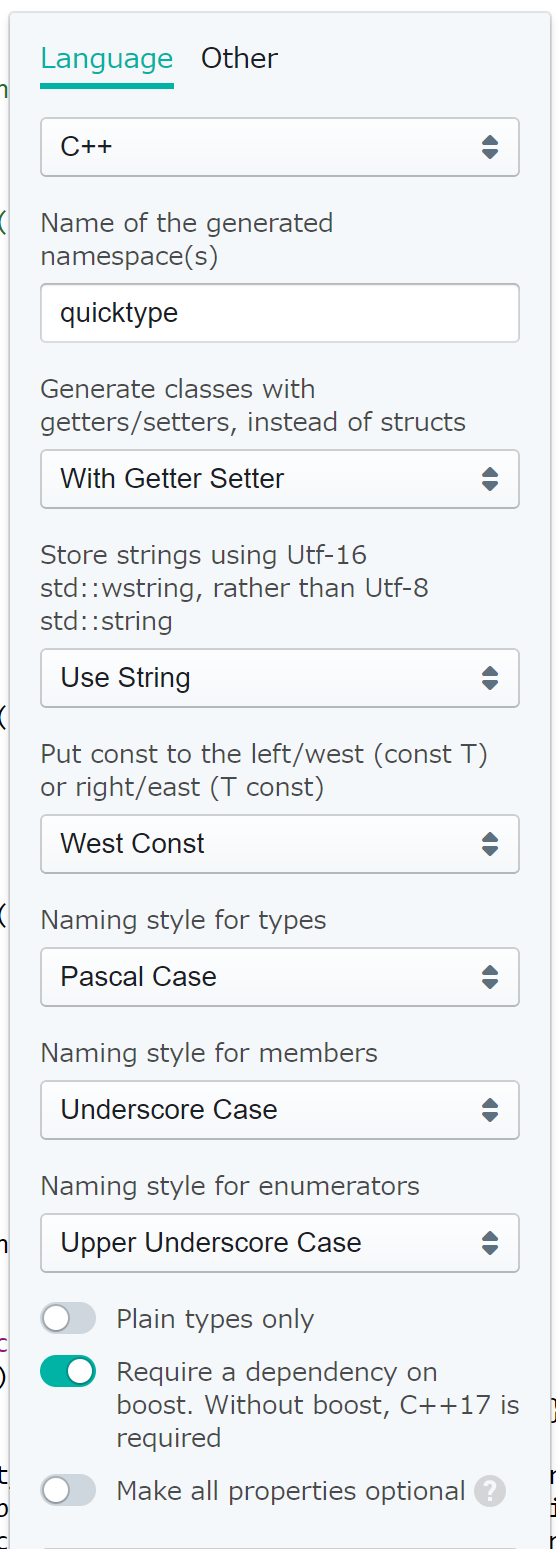 Language Other
C++
Name of the generated
namespace(s)
quicktype
Generate classes with
getters/setters, instead of structs
With Getter Setter
Store strings using Utf-16
std::wstring, rather than Utf-8
std::string
Use String
Put const to the left/west (const T)
or right/east (T const)
West Const
Naming style for types
Pascal Case
Naming style for members
Underscore Case
Naming style for enumerators
Upper Underscore Case
Plain types only
Require a dependency on
boost. Without boost, C++17 is
required
Make all properties optional ?